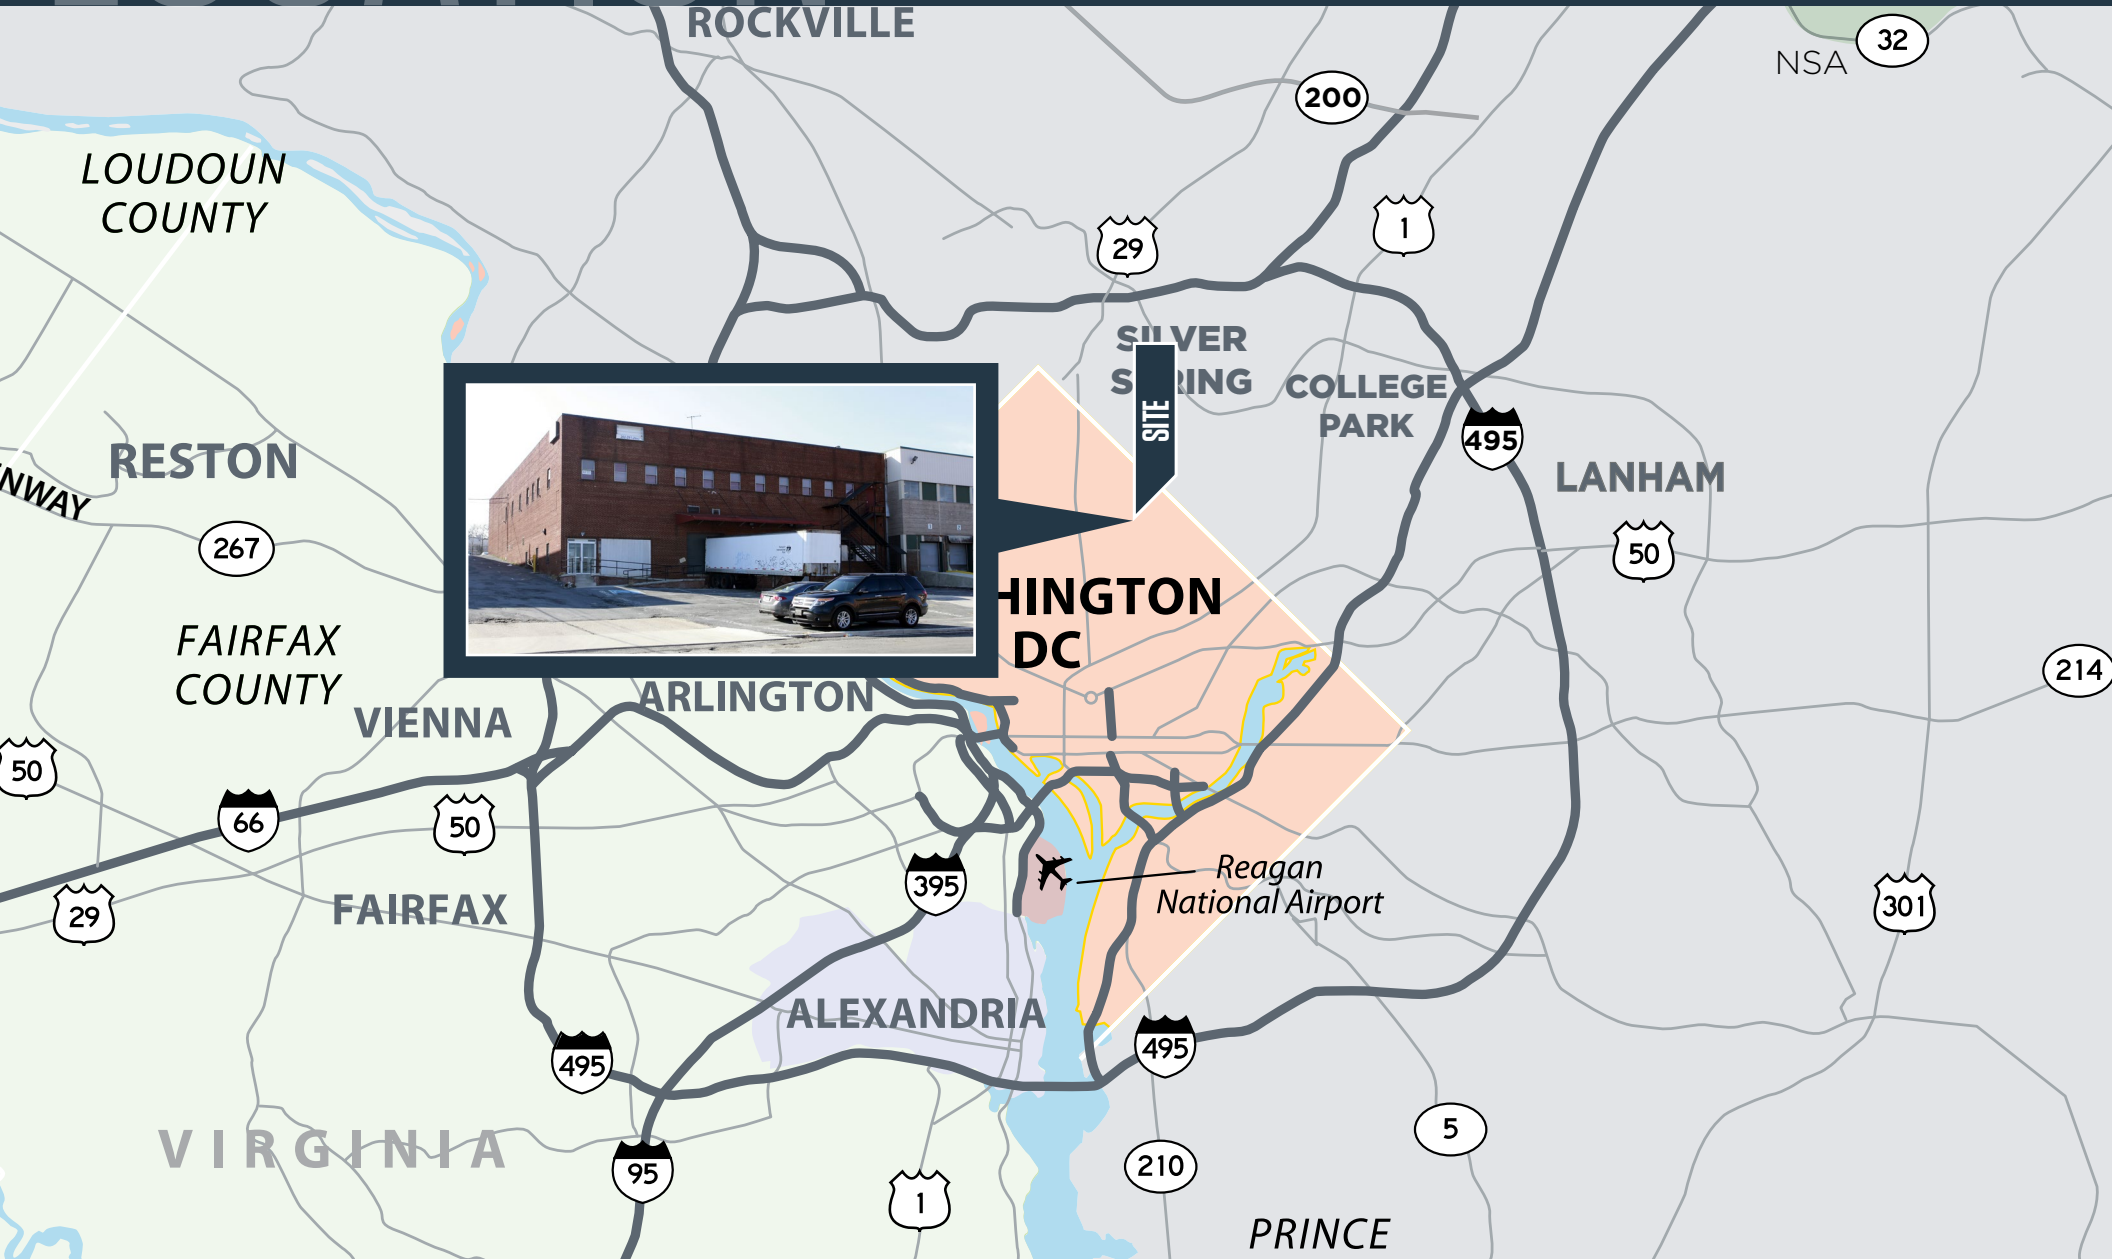 ROCKVILLE
32
NSA
200
LOUDOUN
COUNTY
1
29
SILVER
SPRING
SITE
COLLEGE
PARK
495
RESTON
LANHAM
NWAY
267
50
HINGTON
DC
FAIRFAX
COUNTY
214
ARLINGTON
VIENNA
50
66
50
Reagan
National Airport
395
301
29
FAIRFAX
ALEXANDRIA
495
495
5
VIRGINIA
210
95
1
PRINCE